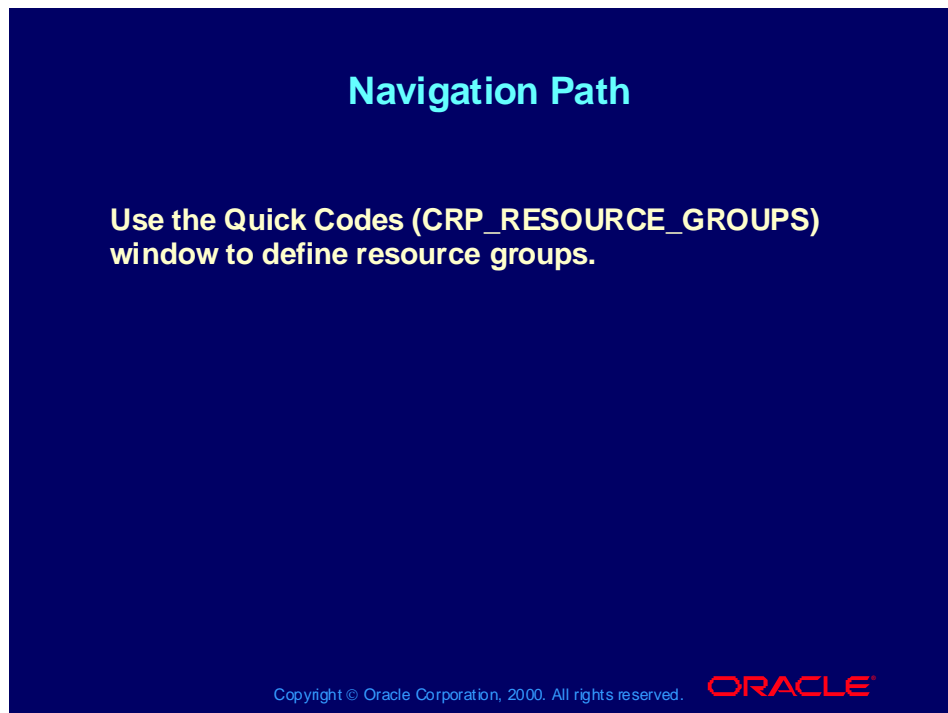 Navigation Path
Use the Quick Codes (CRP_RESOURCE_GROUPS)
window to define resource groups.
Copyright © Oracle Corporation, 2000. All rights reserved.
ORACLE®